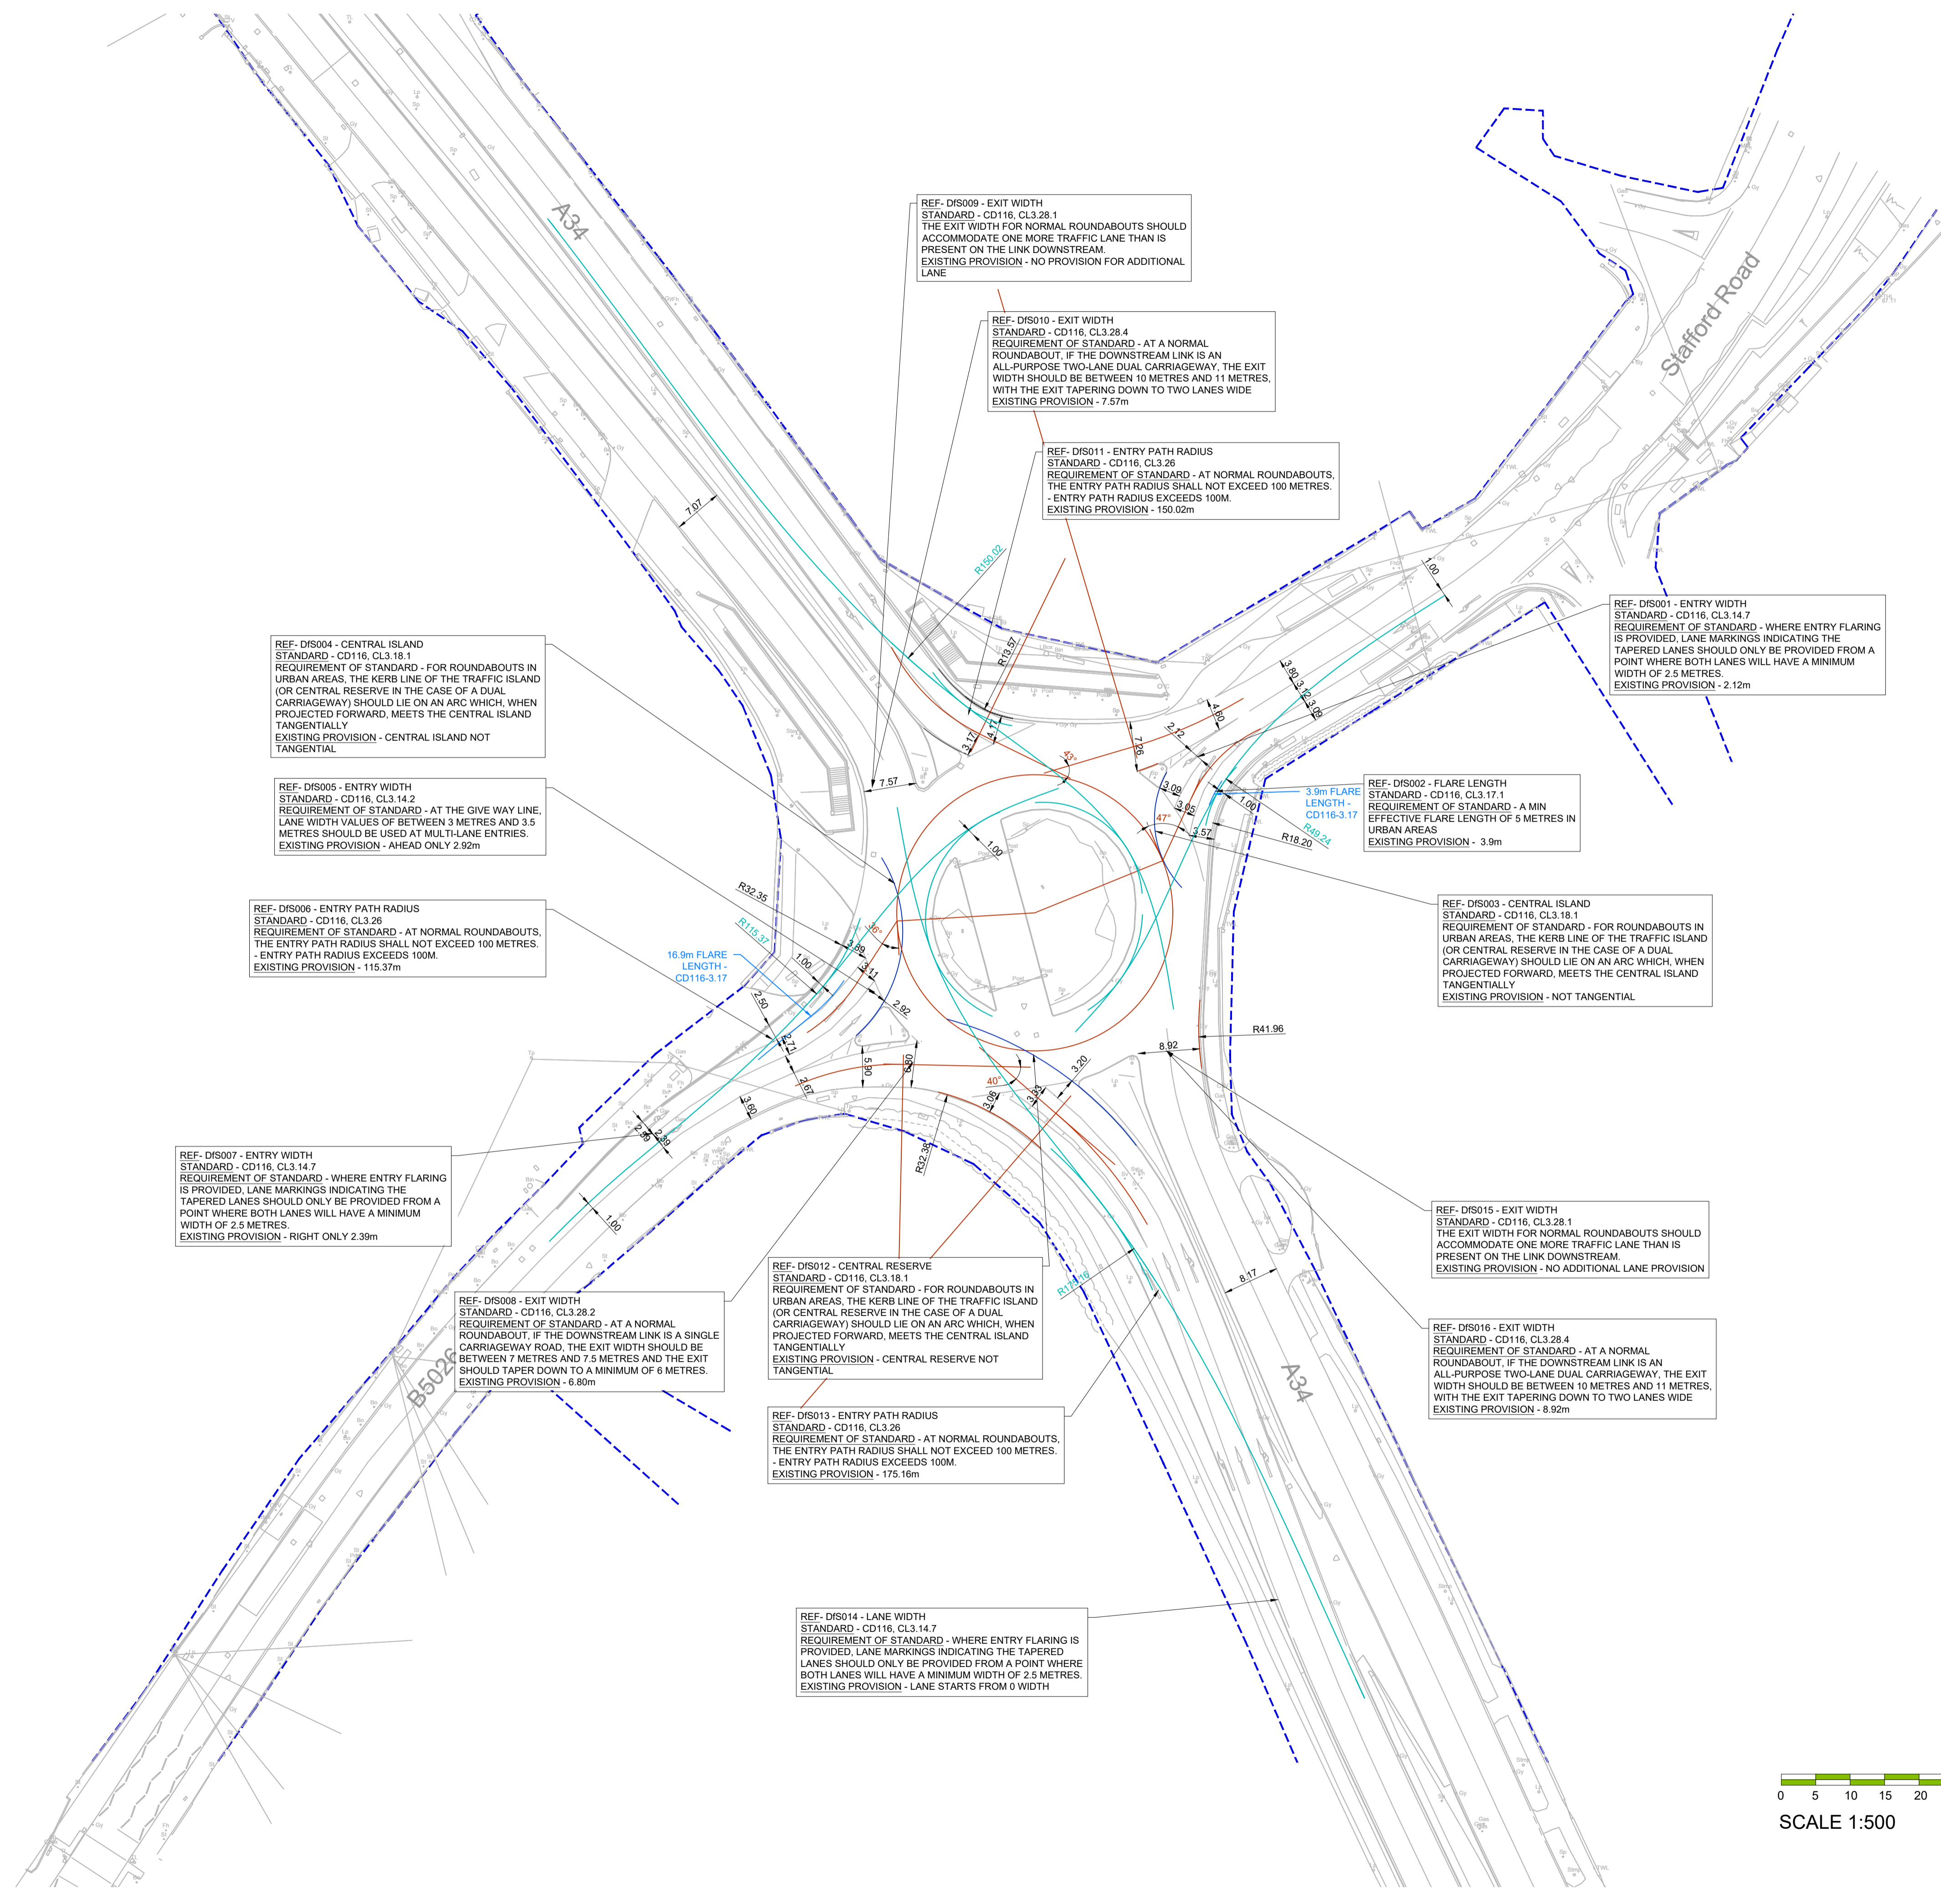 A34
Stafford Road
REF- DfS009 - EXIT WIDTH
STANDARD - CD116, CL3.28.1
THE EXIT WIDTH FOR NORMAL ROUNDABOUTS SHOULD
ACCOMMODATE ONE MORE TRAFFIC LANE THAN IS
PRESENT ON THE LINK DOWNSTREAM.
EXISTING PROVISION - NO PROVISION FOR ADDITIONAL
LANE
REF- DfS010 - EXIT WIDTH
STANDARD - CD116, CL3.28.4
REQUIREMENT OF STANDARD - AT A NORMAL
ROUNDABOUT, IF THE DOWNSTREAM LINK IS AN
ALL-PURPOSE TWO-LANE DUAL CARRIAGEWAY, THE EXIT
WIDTH SHOULD BE BETWEEN 10 METRES AND 11 METRES,
WITH THE EXIT TAPERING DOWN TO TWO LANES WIDE
EXISTING PROVISION - 7.57m
REF- DfS011 - ENTRY PATH RADIUS
STANDARD - CD116, CL3.26
REQUIREMENT OF STANDARD - AT NORMAL ROUNDABOUTS,
THE ENTRY PATH RADIUS SHALL NOT EXCEED 100 METRES.
- ENTRY PATH RADIUS EXCEEDS 100M.
EXISTING PROVISION - 150.02m
7.07
R150.02
1.00
REF- DfS001 - ENTRY WIDTH
STANDARD - CD116, CL3.14.7
REQUIREMENT OF STANDARD - WHERE ENTRY FLARING
IS PROVIDED, LANE MARKINGS INDICATING THE
TAPERED LANES SHOULD ONLY BE PROVIDED FROM A
POINT WHERE BOTH LANES WILL HAVE A MINIMUM
WIDTH OF 2.5 METRES.
EXISTING PROVISION - 2.12m
REF- DfS004 - CENTRAL ISLAND
STANDARD - CD116, CL3.18.1
REQUIREMENT OF STANDARD - FOR ROUNDABOUTS IN
URBAN AREAS, THE KERB LINE OF THE TRAFFIC ISLAND
(OR CENTRAL RESERVE IN THE CASE OF A DUAL
CARRIAGEWAY) SHOULD LIE ON AN ARC WHICH, WHEN
PROJECTED FORWARD, MEETS THE CENTRAL ISLAND
TANGENTIALLY
EXISTING PROVISION - CENTRAL ISLAND NOT
TANGENTIAL
R13.57
3.80
3.12
3.09
4.60
3.17
4.17
7.26
2.12
43°
7.57
REF- DfS005 - ENTRY WIDTH
STANDARD - CD116, CL3.14.2
REQUIREMENT OF STANDARD - AT THE GIVE WAY LINE,
LANE WIDTH VALUES OF BETWEEN 3 METRES AND 3.5
METRES SHOULD BE USED AT MULTI-LANE ENTRIES.
EXISTING PROVISION - AHEAD ONLY 2.92m
3.09
3.05
1.00
47°
3.57
R49.24
R18.20
3.9m FLARE
LENGTH -
CD116-3.17
REF- DfS002 - FLARE LENGTH
STANDARD - CD116, CL3.17.1
REQUIREMENT OF STANDARD - A MIN
EFFECTIVE FLARE LENGTH OF 5 METRES IN
URBAN AREAS
EXISTING PROVISION - 3.9m
1.00
REF- DfS006 - ENTRY PATH RADIUS
STANDARD - CD116, CL3.26
REQUIREMENT OF STANDARD - AT NORMAL ROUNDABOUTS,
THE ENTRY PATH RADIUS SHALL NOT EXCEED 100 METRES.
- ENTRY PATH RADIUS EXCEEDS 100M.
EXISTING PROVISION - 115.37m
R32.35
R115.37
36°
REF- DfS003 - CENTRAL ISLAND
STANDARD - CD116, CL3.18.1
REQUIREMENT OF STANDARD - FOR ROUNDABOUTS IN
URBAN AREAS, THE KERB LINE OF THE TRAFFIC ISLAND
(OR CENTRAL RESERVE IN THE CASE OF A DUAL
CARRIAGEWAY) SHOULD LIE ON AN ARC WHICH, WHEN
PROJECTED FORWARD, MEETS THE CENTRAL ISLAND
TANGENTIALLY
EXISTING PROVISION - NOT TANGENTIAL
16.9m FLARE
LENGTH -
CD116-3.17
1.00
3.11
2.50
2.92
2.71
2.67
5.90
6.80
3.60
R41.96
8.92
3.20
40°
3.06
2.39
R32.38
1.00
REF- DfS007 - ENTRY WIDTH
STANDARD - CD116, CL3.14.7
REQUIREMENT OF STANDARD - WHERE ENTRY FLARING
IS PROVIDED, LANE MARKINGS INDICATING THE
TAPERED LANES SHOULD ONLY BE PROVIDED FROM A
POINT WHERE BOTH LANES WILL HAVE A MINIMUM
WIDTH OF 2.5 METRES.
EXISTING PROVISION - RIGHT ONLY 2.39m
REF- DfS015 - EXIT WIDTH
STANDARD - CD116, CL3.28.1
THE EXIT WIDTH FOR NORMAL ROUNDABOUTS SHOULD
ACCOMMODATE ONE MORE TRAFFIC LANE THAN IS
PRESENT ON THE LINK DOWNSTREAM.
EXISTING PROVISION - NO ADDITIONAL LANE PROVISION
REF- DfS012 - CENTRAL RESERVE
STANDARD - CD116, CL3.18.1
REQUIREMENT OF STANDARD - FOR ROUNDABOUTS IN
URBAN AREAS, THE KERB LINE OF THE TRAFFIC ISLAND
(OR CENTRAL RESERVE IN THE CASE OF A DUAL
CARRIAGEWAY) SHOULD LIE ON AN ARC WHICH, WHEN
PROJECTED FORWARD, MEETS THE CENTRAL ISLAND
TANGENTIALLY
EXISTING PROVISION - CENTRAL RESERVE NOT
TANGENTIAL
8.17
REF- DfS008 - EXIT WIDTH
STANDARD - CD116, CL3.28.2
REQUIREMENT OF STANDARD - AT A NORMAL
ROUNDABOUT, IF THE DOWNSTREAM LINK IS A SINGLE
CARRIAGEWAY ROAD, THE EXIT WIDTH SHOULD BE
BETWEEN 7 METRES AND 7.5 METRES AND THE EXIT
SHOULD TAPER DOWN TO A MINIMUM OF 6 METRES.
EXISTING PROVISION - 6.80m
B5026
A34
REF- DfS016 - EXIT WIDTH
STANDARD - CD116, CL3.28.4
REQUIREMENT OF STANDARD - AT A NORMAL
ROUNDABOUT, IF THE DOWNSTREAM LINK IS AN
ALL-PURPOSE TWO-LANE DUAL CARRIAGEWAY, THE EXIT
WIDTH SHOULD BE BETWEEN 10 METRES AND 11 METRES,
WITH THE EXIT TAPERING DOWN TO TWO LANES WIDE
EXISTING PROVISION - 8.92m
REF- DfS013 - ENTRY PATH RADIUS
STANDARD - CD116, CL3.26
REQUIREMENT OF STANDARD - AT NORMAL ROUNDABOUTS,
THE ENTRY PATH RADIUS SHALL NOT EXCEED 100 METRES.
- ENTRY PATH RADIUS EXCEEDS 100M.
EXISTING PROVISION - 175.16m
REF- DfS014 - LANE WIDTH
STANDARD - CD116, CL3.14.7
REQUIREMENT OF STANDARD - WHERE ENTRY FLARING IS
PROVIDED, LANE MARKINGS INDICATING THE TAPERED
LANES SHOULD ONLY BE PROVIDED FROM A POINT WHERE
BOTH LANES WILL HAVE A MINIMUM WIDTH OF 2.5 METRES.
EXISTING PROVISION - LANE STARTS FROM 0 WIDTH
0 5 10 15 20
SCALE 1:500